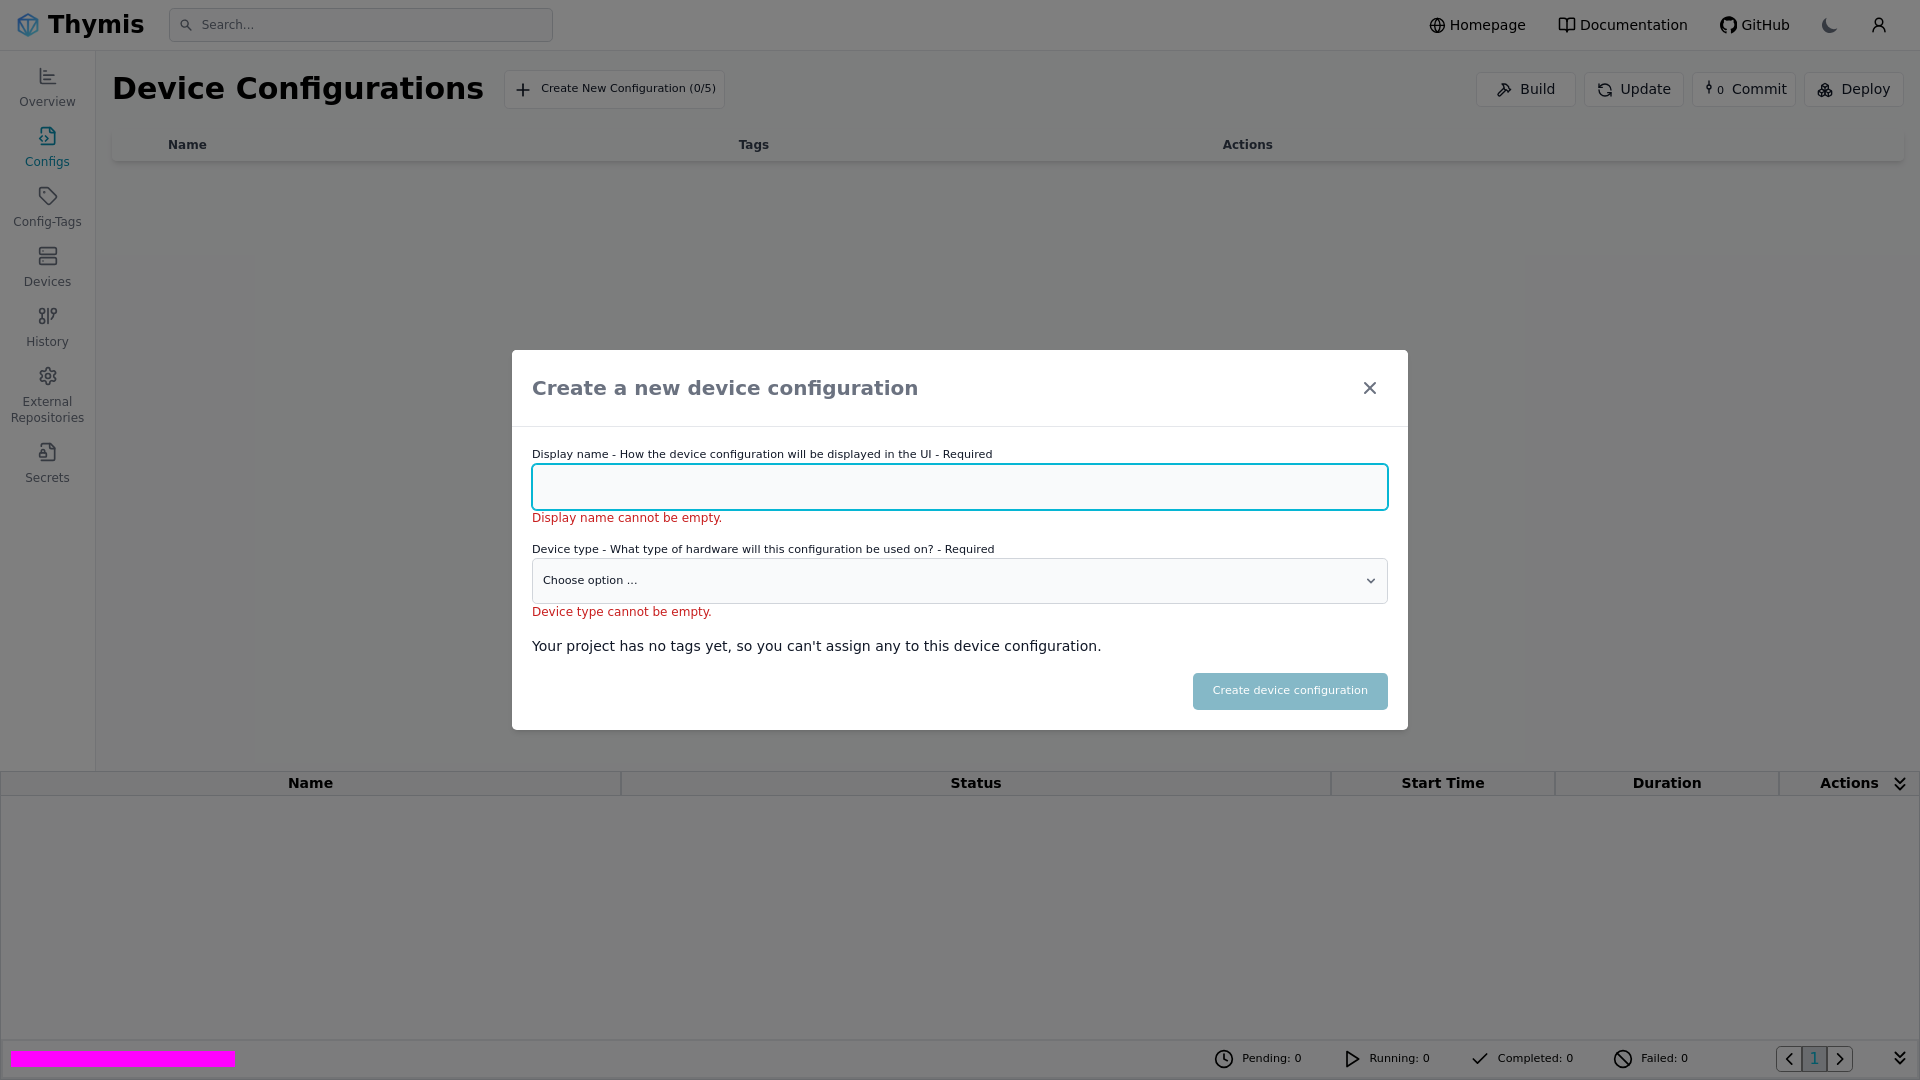 Thymis
Search...
Homepage
Documentation
GitHub
Overview
Configs
Config-Tags
Devices
History
External
Repositories
Secrets
Device Configurations
Create New Configuration (0/5)
Build
Update
0 Commit
Deploy
Name
Tags
Actions
Create a new device configuration
Display name - How the device configuration will be displayed in the UI - Required
Display name cannot be empty.
Device type - What type of hardware will this configuration be used on? - Required
Choose option ...
Device type cannot be empty.
Your project has no tags yet, so you can't assign any to this device configuration.
Create device configuration
Name
Status
Start Time
Duration
Actions
Pending: 0
Running: 0
Completed: 0
Failed: 0
1